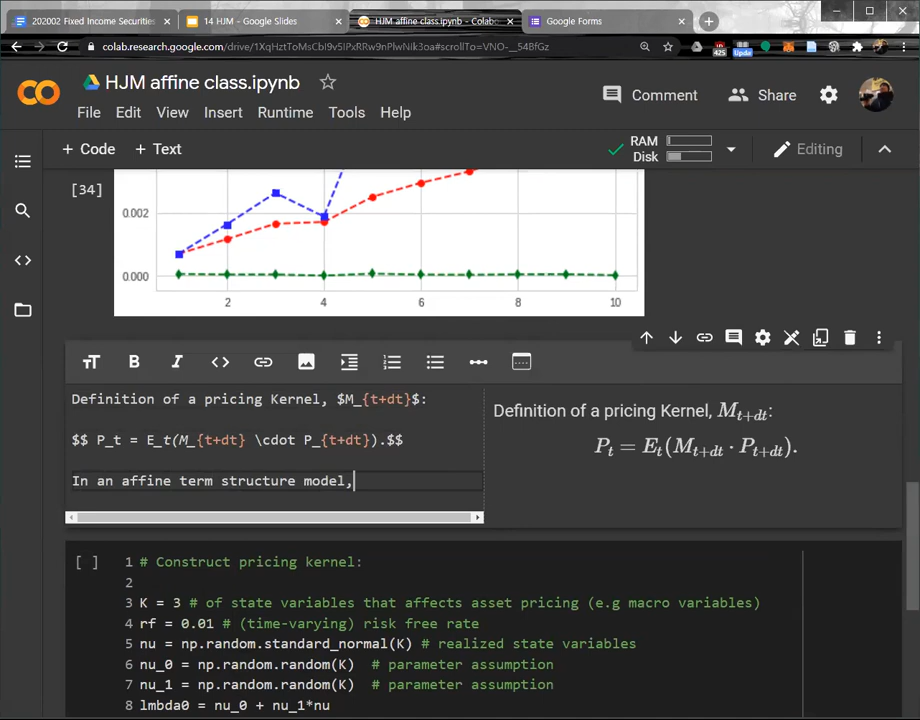 202002 Fixed Income Securities
14 HJM - Google Slides
HJM affine class.ipynb - Colab
Google Forms
colab.research.google.com/drive/1XqHztToMsCbI9v5IPxRRw9nPlwNik3oa#scrollTo=VNO-__548fGz
425
Upda
HJM affine class.ipynb
Comment
Share
File Edit View Insert Runtime Tools Help
+ Code + Text
RAM
Disk
Editing
[34]
0.002
0.000
2 4 6 8 10
Definition of a pricing Kernel, $M_{t+dt}$:
$$ P_t = E_t(M_{t+dt} \cdot P_{t+dt}).$$
In an affine term structure model,
Definition of a pricing Kernel, M_{t+dt}:
P_t = E_t(M_{t+dt} · P_{t+dt}).
[ ]
1 # Construct pricing kernel:
2
3 K = 3 # of state variables that affects asset pricing (e.g macro variables)
4 rf = 0.01 # (time-varying) risk free rate
5 nu = np.random.standard_normal(K) # realized state variables
6 nu_0 = np.random.random(K) # parameter assumption
7 nu_1 = np.random.random(K) # parameter assumption
8 lmbda0 = nu_0 + nu_1*nu